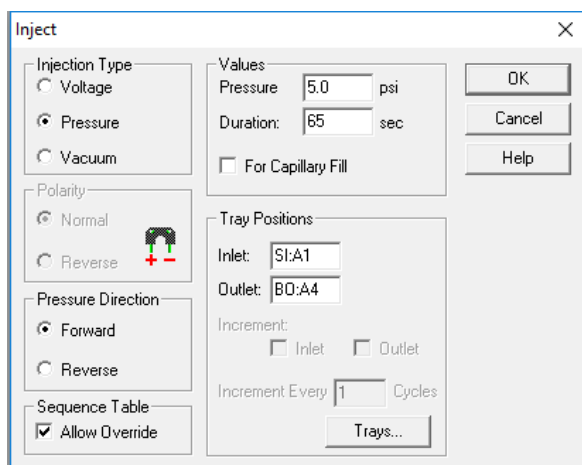 Inject
Injection Type
Voltage
Pressure
Vacuum
Polarity
Normal
Reverse
Pressure Direction
Forward
Reverse
Sequence Table
Allow Override
Values
Pressure 5.0 psi
Duration: 65 sec
For Capillary Fill
Tray Positions
Inlet: SI:A1
Outlet: BO:A4
Increment:
Inlet Outlet
Increment Every 1 Cycles
Trays...
OK
Cancel
Help